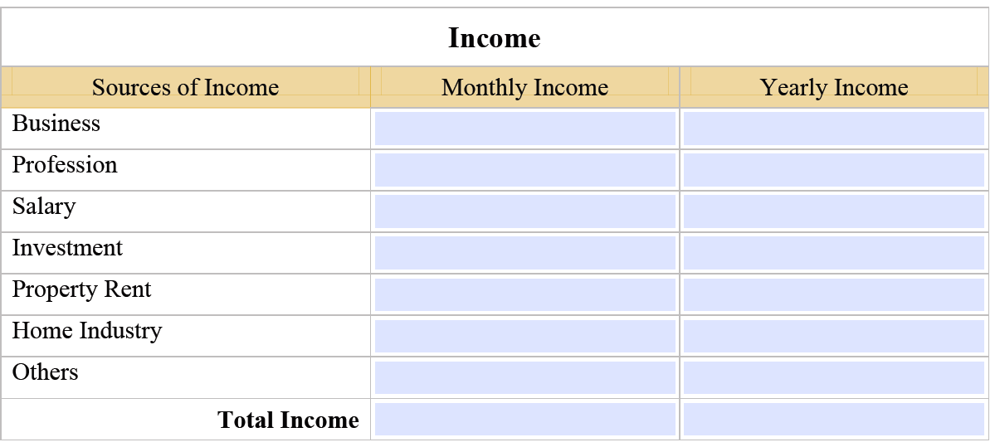 Income
Sources of Income Monthly Income Yearly Income
Business
Profession
Salary
Investment
Property Rent
Home Industry
Others
Total Income